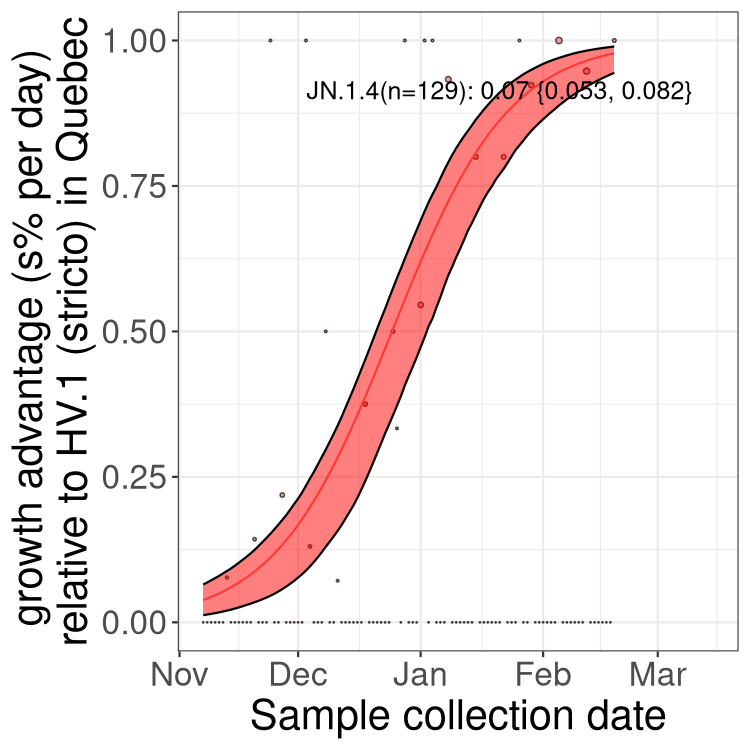 growth advantage (s% per day)
relative to HV.1 (stricto) in Quebec
1.00
JN.1.4(n=129): 0.07 {0.053, 0.082}
0.75
0.50
0.25
0.00
Nov Dec Jan Feb Mar
Sample collection date